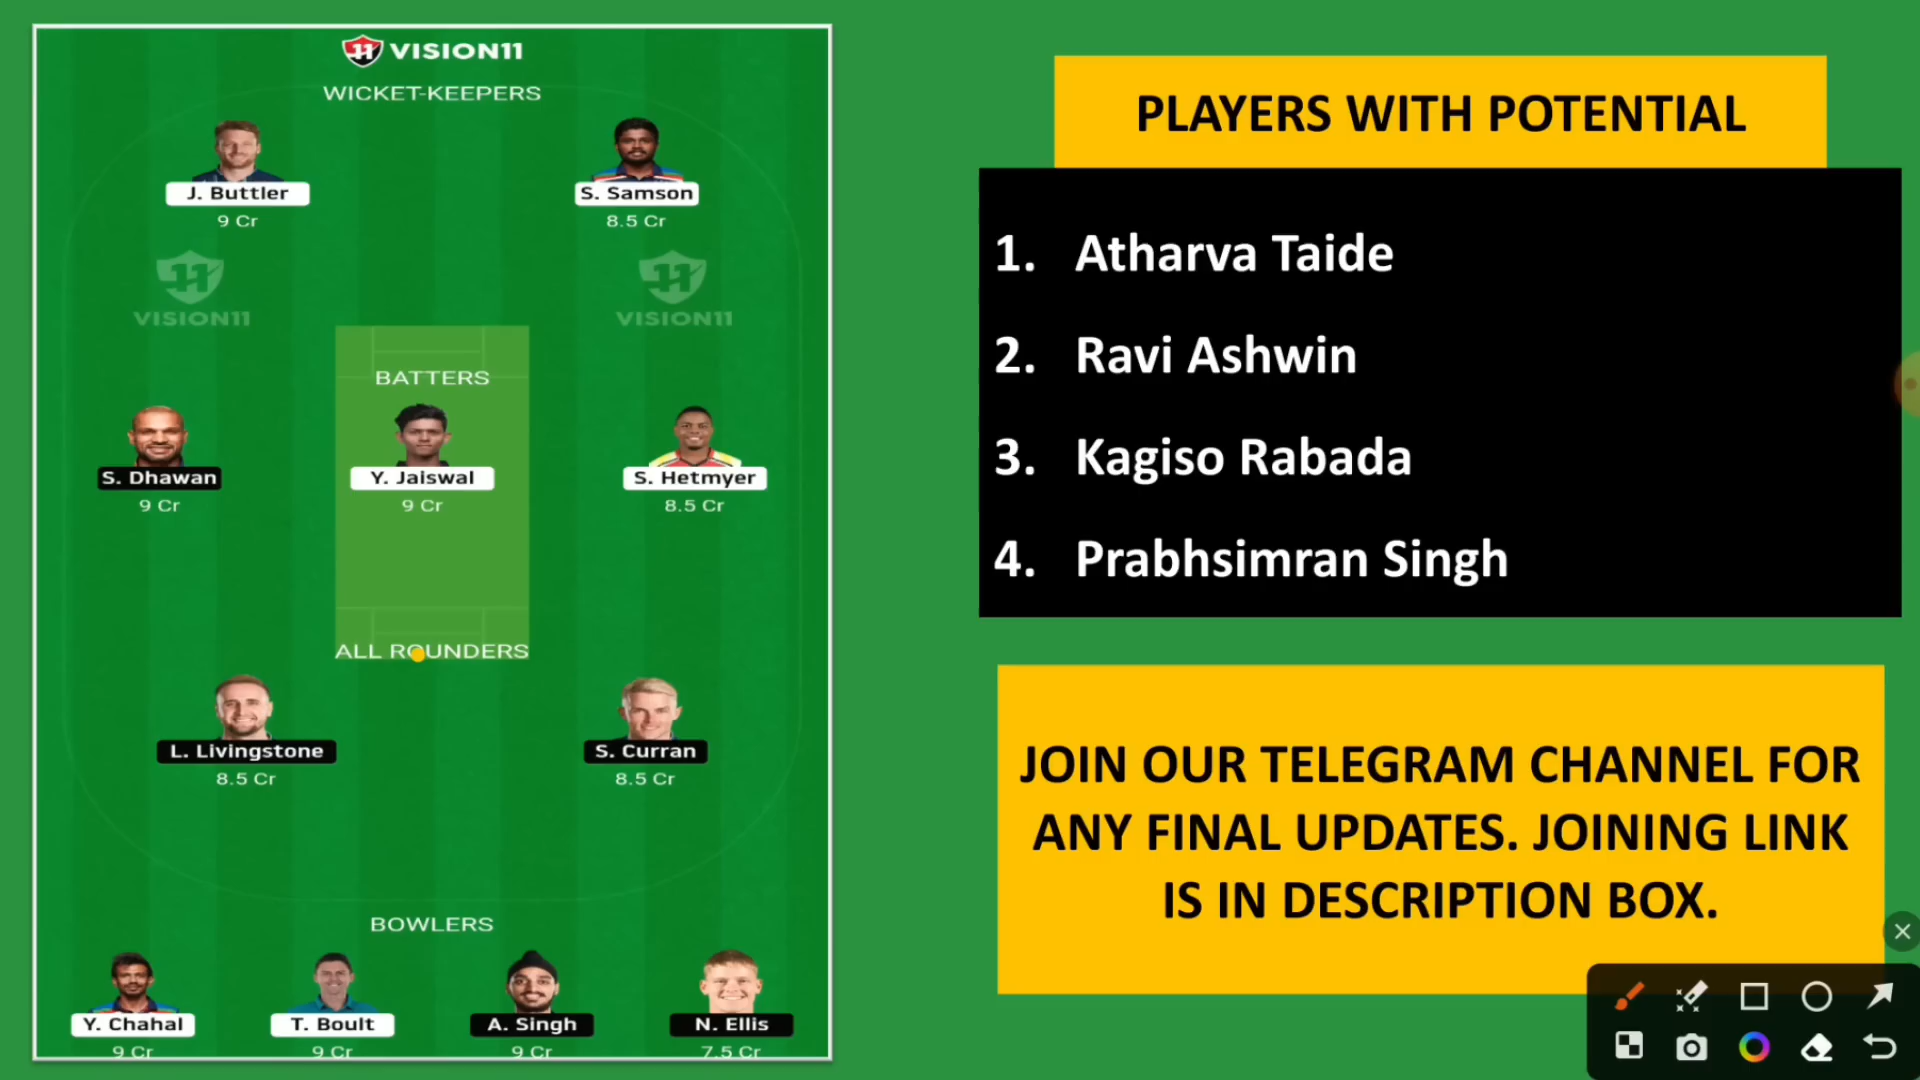 VISION11
WICKET-KEEPERS
J. Buttler
9 Cr
S. Samson
8.5 Cr
VISION11
VISION11
BATTERS
S. Dhawan
9 Cr
Y. Jaiswal
9 Cr
S. Hetmyer
8.5 Cr
ALL ROUNDERS
L. Livingstone
8.5 Cr
S. Curran
8.5 Cr
BOWLERS
Y. Chahal
9 Cr
T. Boult
9 Cr
A. Singh
9 Cr
N. Ellis
7.5 Cr
PLAYERS WITH POTENTIAL
1. Atharva Taide
2. Ravi Ashwin
3. Kagiso Rabada
4. Prabhsimran Singh
JOIN OUR TELEGRAM CHANNEL FOR
ANY FINAL UPDATES. JOINING LINK
IS IN DESCRIPTION BOX.